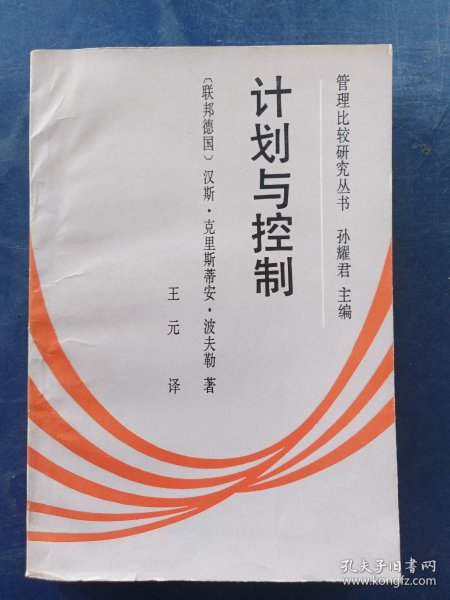 管理比较研究丛书 孙耀君 主编
计划与控制
〔联邦德国〕汉斯·克里斯蒂安·波夫勒 著
王元 译
孔夫子旧书网
www.kongfz.com